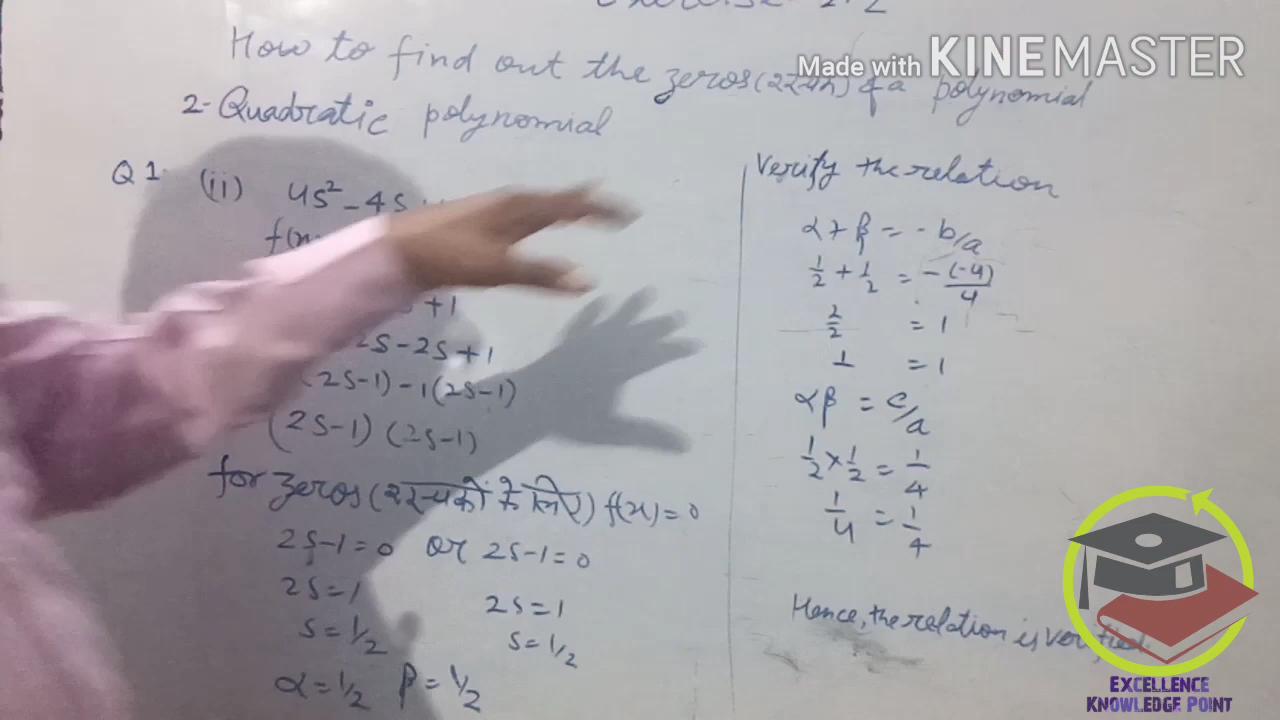 Exercise 2.2
Made with KINEMASTER
How to find out the zeros (शून्यक) of a polynomial
2- Quadratic polynomial
Q1. (ii) 4s² - 4s
f(x
+1
2s - 2s + 1
(2s-1) - 1(2s-1)
(2s-1) (2s-1)
for zeros (शून्यकों के लिए) f(x) = 0
2s-1=0 or 2s-1=0
2s=1 2s=1
s=1/2 s=1/2
α=1/2 β=1/2
Verify the relation
α+β = -b/a
1/2 + 1/2 = -(-4)/4
2/2 = 1
1 = 1
αβ = c/a
1/2 × 1/2 = 1/4
1/4 = 1/4
Hence, the relation is verified.
EXCELLENCE
KNOWLEDGE POINT